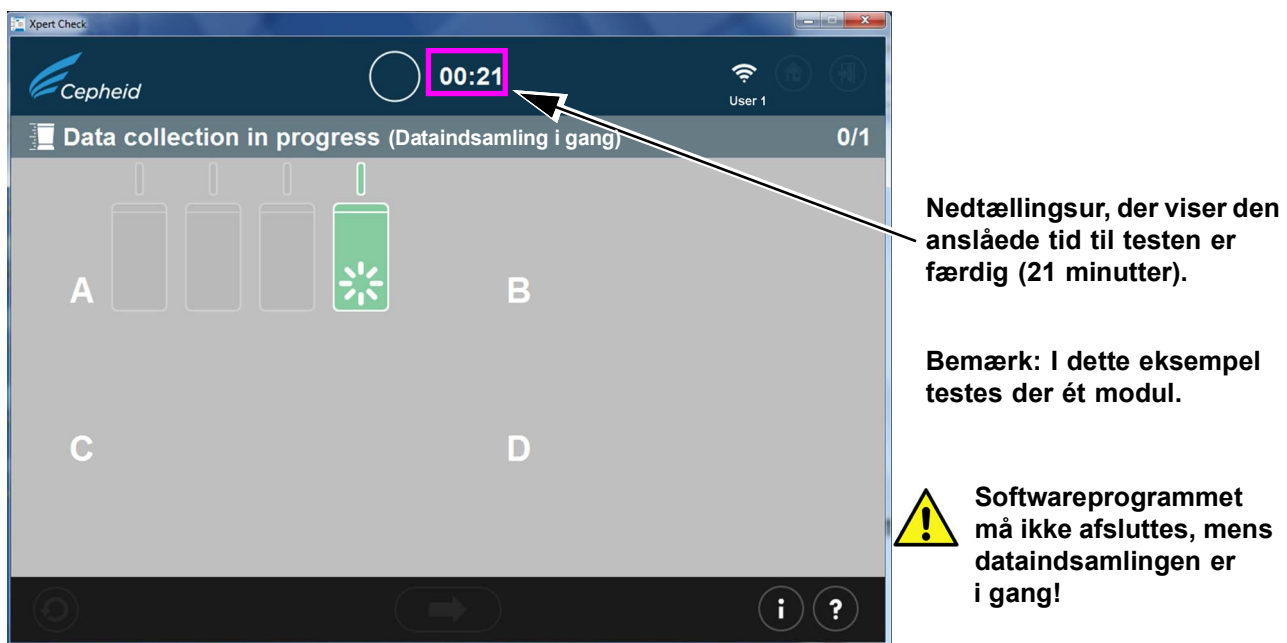 Xpert Check
Cepheid
00:21
User 1
Data collection in progress (Dataindsamling i gang)
0/1
A
B
C
D
i
?
Nedtællingsur, der viser den
anslåede tid til testen er
færdig (21 minutter).
Bemærk: I dette eksempel
testes der ét modul.
Softwareprogrammet
må ikke afsluttes, mens
dataindsamlingen er
i gang!